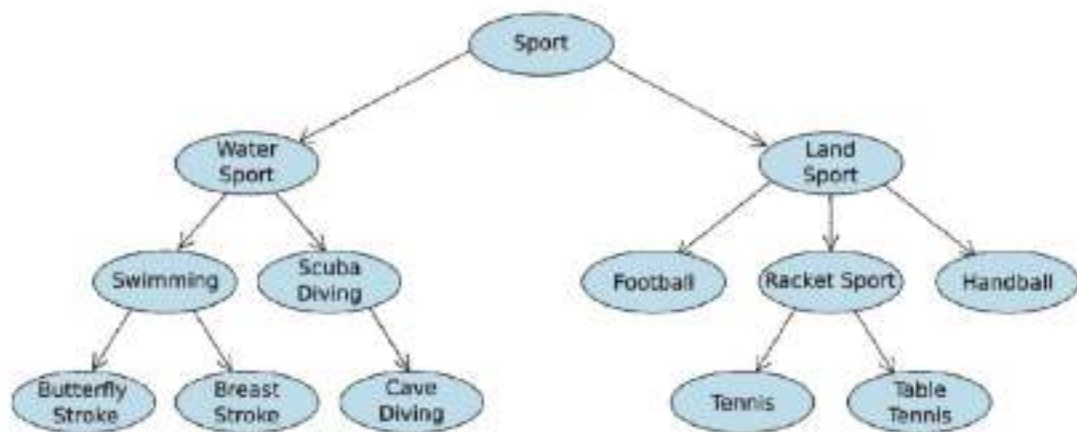 Sport
Water
Sport
Land
Sport
Swimming
Scuba
Diving
Football
Racket Sport
Handball
Butterfly
Stroke
Breast
Stroke
Cave
Diving
Tennis
Table
Tennis